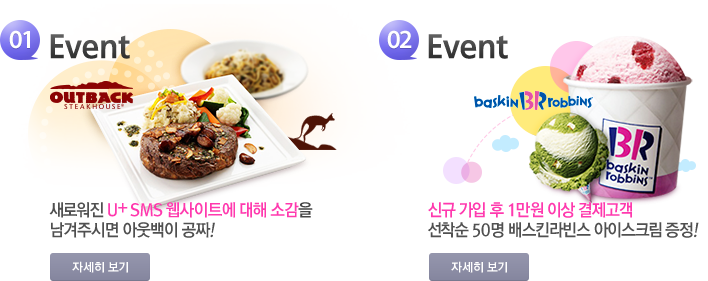 01 Event
OUTBACK
STEAKHOUSE®
새로워진 U+ SMS 웹사이트에 대해 소감을
남겨주시면 아웃백이 공짜!
자세히 보기
02 Event
baskin BR robbins
BR
baskin
robbins
신규 가입 후 1만원 이상 결제고객
선착순 50명 배스킨라빈스 아이스크림 증정!
자세히 보기